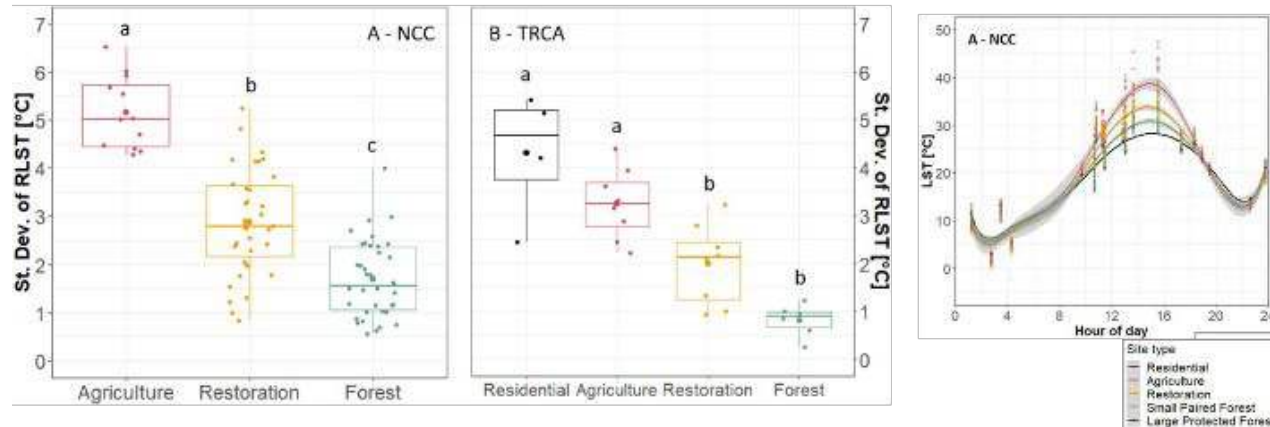 7
6
5
4
3
2
1
0
St. Dev. of RLST [°C]
A - NCC
a
b
c
Agriculture Restoration Forest
B - TRCA
a
a
b
b
Residential Agriculture Restoration Forest
7
6
5
4
3
2
1
0
St. Dev. of RLST [°C]
A - NCC
50
40
30
20
10
0
LST [°C]
0 4 8 12 16 20 24
Hour of day
Site type
Residential
Agriculture
Restoration
Small Paired Forest
Large Protected Fores